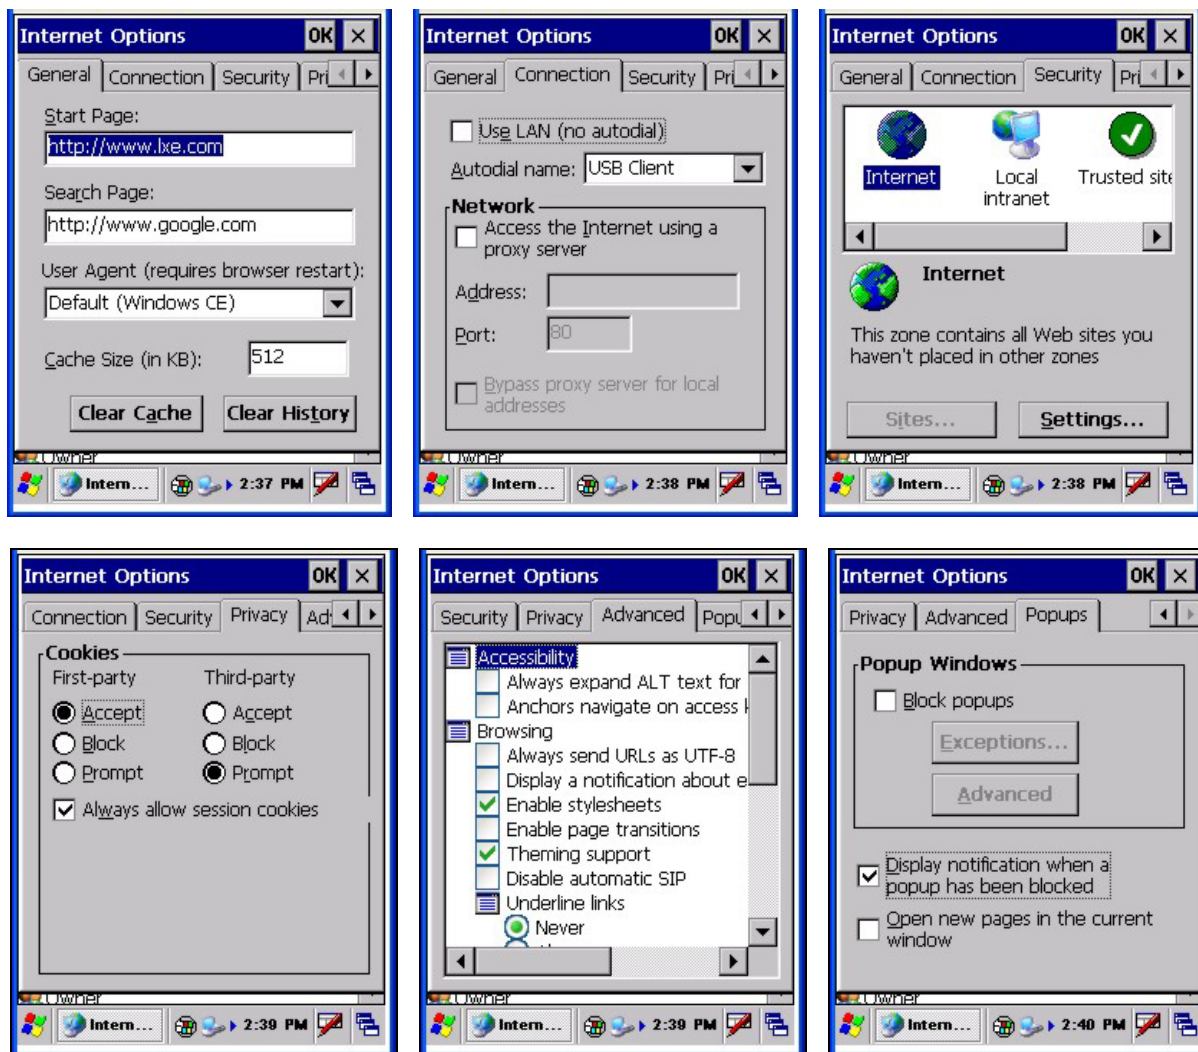 Internet Options OK ×
General Connection Security Pri
Start Page:
http://www.lxe.com
Search Page:
http://www.google.com
User Agent (requires browser restart):
Default (Windows CE)
Cache Size (in KB): 512
Clear Cache Clear History
Owner
Intern... 2:37 PM
Internet Options OK ×
General Connection Security Pri
Use LAN (no autodial)
Autodial name: USB Client
Network
Access the Internet using a
proxy server
Address:
Port: 80
Bypass proxy server for local
addresses
Owner
Intern... 2:38 PM
Internet Options OK ×
General Connection Security Pri
Internet Local Trusted site
intranet
Internet
This zone contains all Web sites you
haven't placed in other zones
Sites... Settings...
Owner
Intern... 2:38 PM
Internet Options OK ×
Connection Security Privacy Ad
Cookies
First-party Third-party
Accept Accept
Block Block
Prompt Prompt
Always allow session cookies
Owner
Intern... 2:39 PM
Internet Options OK ×
Security Privacy Advanced Popu
Accessibility
Always expand ALT text for
Anchors navigate on access k
Browsing
Always send URLs as UTF-8
Display a notification about e
Enable stylesheets
Enable page transitions
Theming support
Disable automatic SIP
Underline links
Never
Owner
Intern... 2:39 PM
Internet Options OK ×
Privacy Advanced Popups
Popup Windows
Block popups
Exceptions...
Advanced
Display notification when a
popup has been blocked
Open new pages in the current
window
Owner
Intern... 2:40 PM